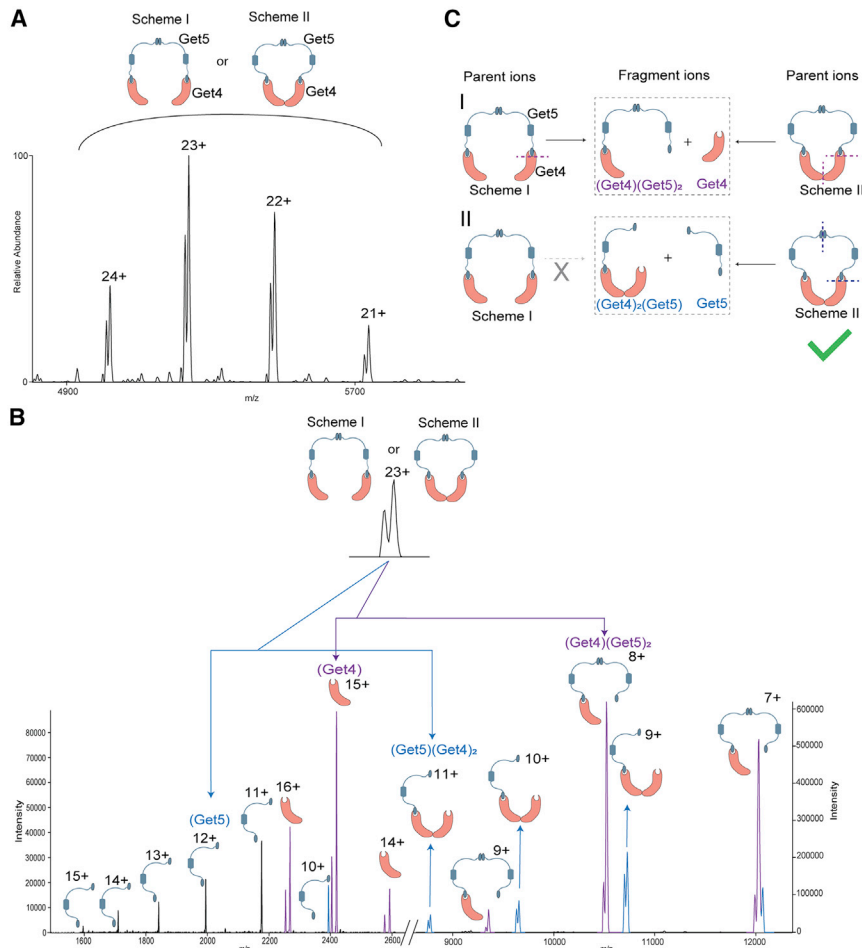 A
Scheme I
Scheme II
Get5
or
Get5
Get4
Get4
100
Relative Abundance
0
24+
23+
22+
21+
4900
m/z
5700
C
Parent ions
Fragment ions
Parent ions
I
Get5
+
Get4
(Get4)(Get5)₂
Get4
Scheme I
Scheme II
II
X
+
(Get4)₂(Get5)
Get5
Scheme I
Scheme II
B
Scheme I
Scheme II
or
23+
(Get4)(Get5)₂
(Get4)
8+
15+
7+
(Get5)(Get4)₂
9+
10+
11+
(Get5)
12+
11+
16+
13+
14+
15+
10+
14+
9+
Intensity
80000
70000
60000
50000
40000
30000
20000
10000
0
600000
500000
400000
300000
200000
100000
0
Intensity
1600
1800
2000
2200
2400
2600
9000
10000
11000
12000